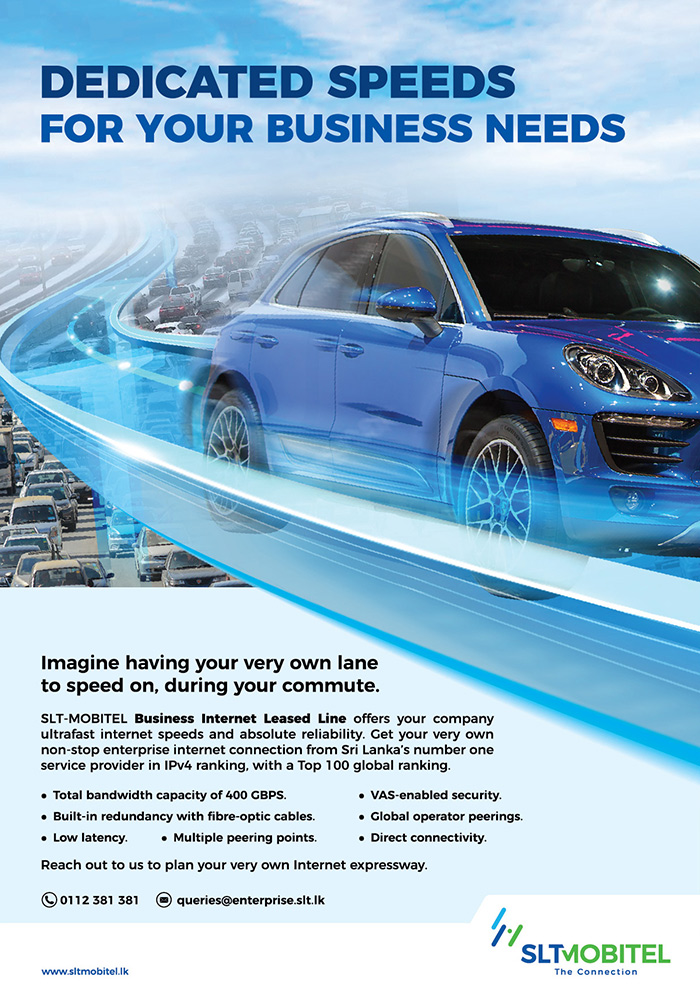 DEDICATED SPEEDS
FOR YOUR BUSINESS NEEDS
Imagine having your very own lane
to speed on, during your commute.
SLT-MOBITEL Business Internet Leased Line offers your company
ultrafast internet speeds and absolute reliability. Get your very own
non-stop enterprise internet connection from Sri Lanka's number one
service provider in IPv4 ranking, with a Top 100 global ranking.
• Total bandwidth capacity of 400 GBPS.
• VAS-enabled security.
• Built-in redundancy with fibre-optic cables.
• Global operator peerings.
• Low latency. • Multiple peering points.
• Direct connectivity.
Reach out to us to plan your very own Internet expressway.
0112 381 381 queries@enterprise.slt.lk
SLTMOBITEL
The Connection
www.sltmobitel.lk